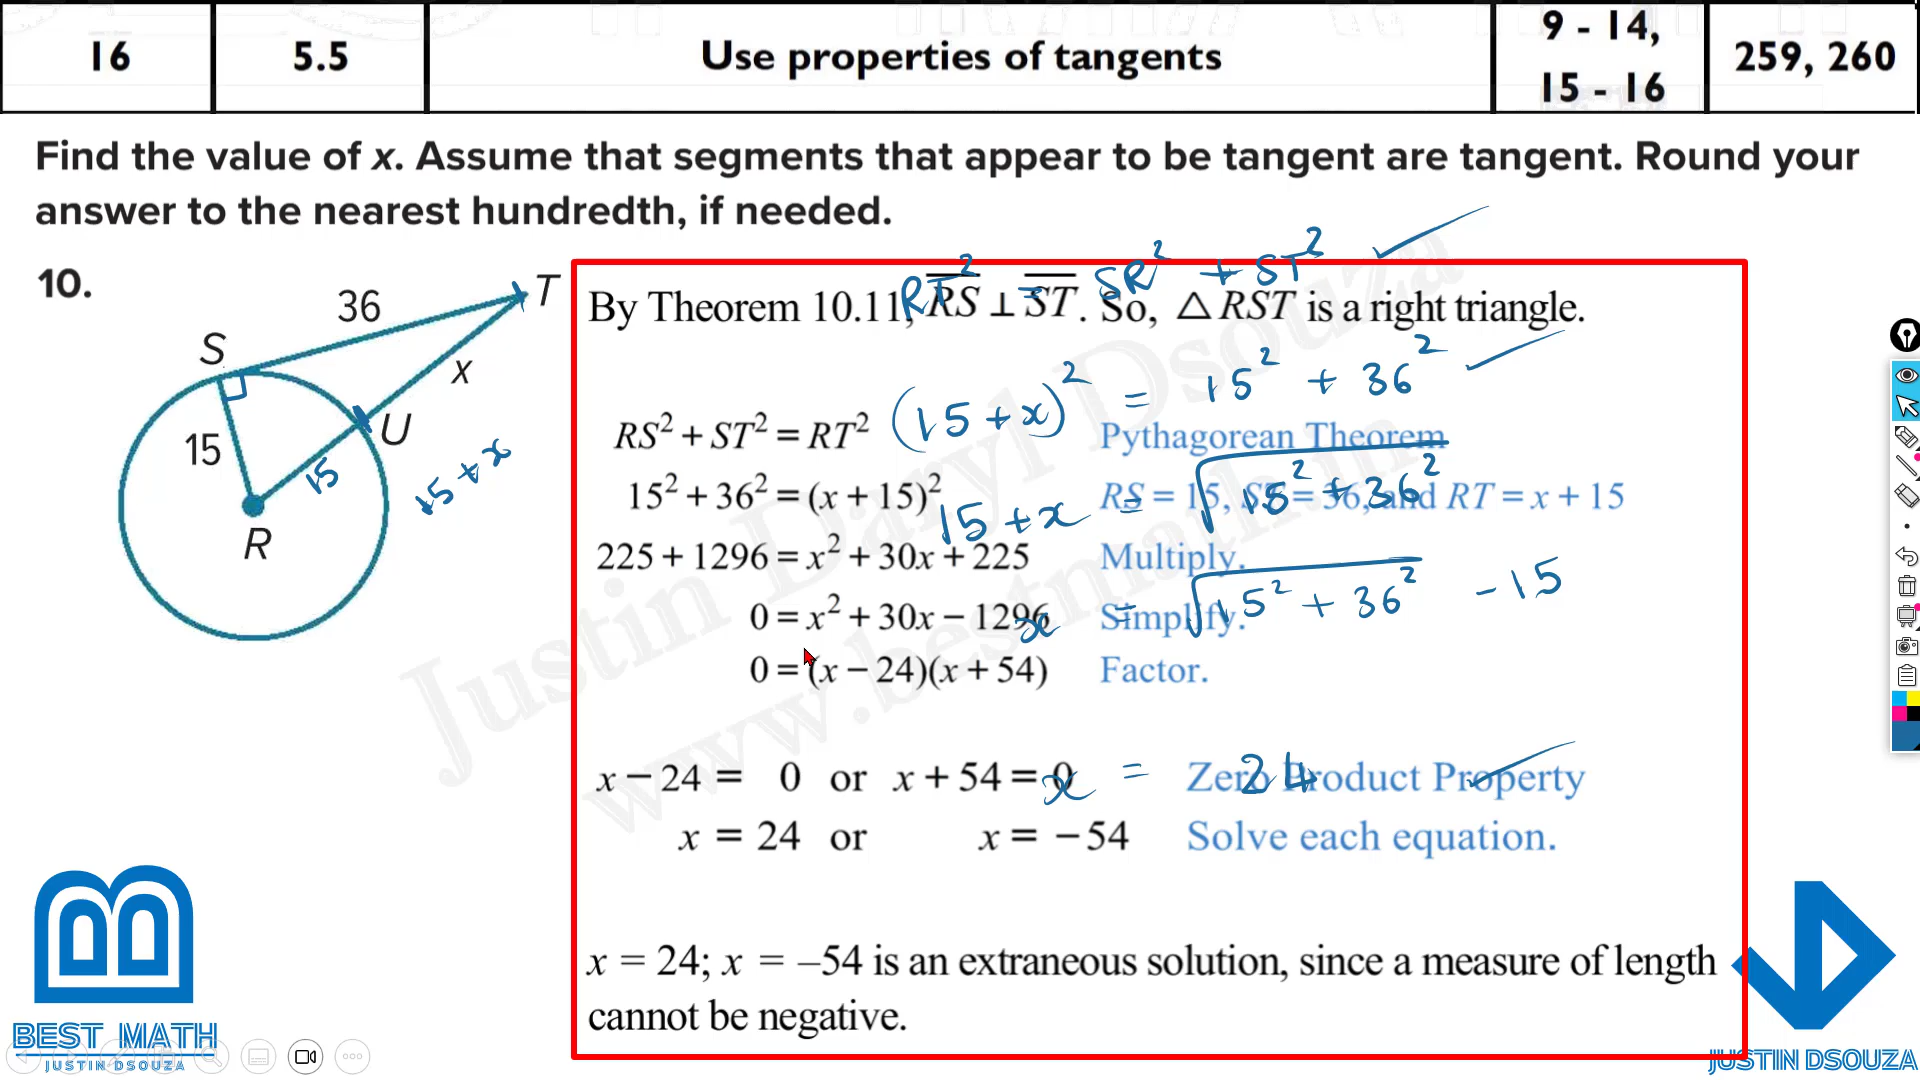 16 5.5 Use properties of tangents 9 - 14, 15 - 16 259, 260
Find the value of x. Assume that segments that appear to be tangent are tangent. Round your
answer to the nearest hundredth, if needed.
10.
T
36
S
x
U
15
15
15 + x
R
RT² = SR² + ST²
By Theorem 10.11, RS ⊥ ST. So, △RST is a right triangle.
(15 + x)² = 15² + 36²
RS² + ST² = RT² Pythagorean Theorem
15² + 36² = (x + 15)² RS = 15, ST = 36, and RT = x + 15
15 + x = √15² + 36²
225 + 1296 = x² + 30x + 225 Multiply.
x = √15² + 36² - 15
0 = x² + 30x − 1296 Simplify.
0 = (x − 24)(x + 54) Factor.
x − 24 = 0 or x + 54 = 0 Zero Product Property
x = 24
x = 24 or x = −54 Solve each equation.
x = 24; x = –54 is an extraneous solution, since a measure of length
cannot be negative.
Justin Daryl Dsouza
www.bestmath.in
BEST MATH
JUSTIN DSOUZA
JUSTIN DSOUZA